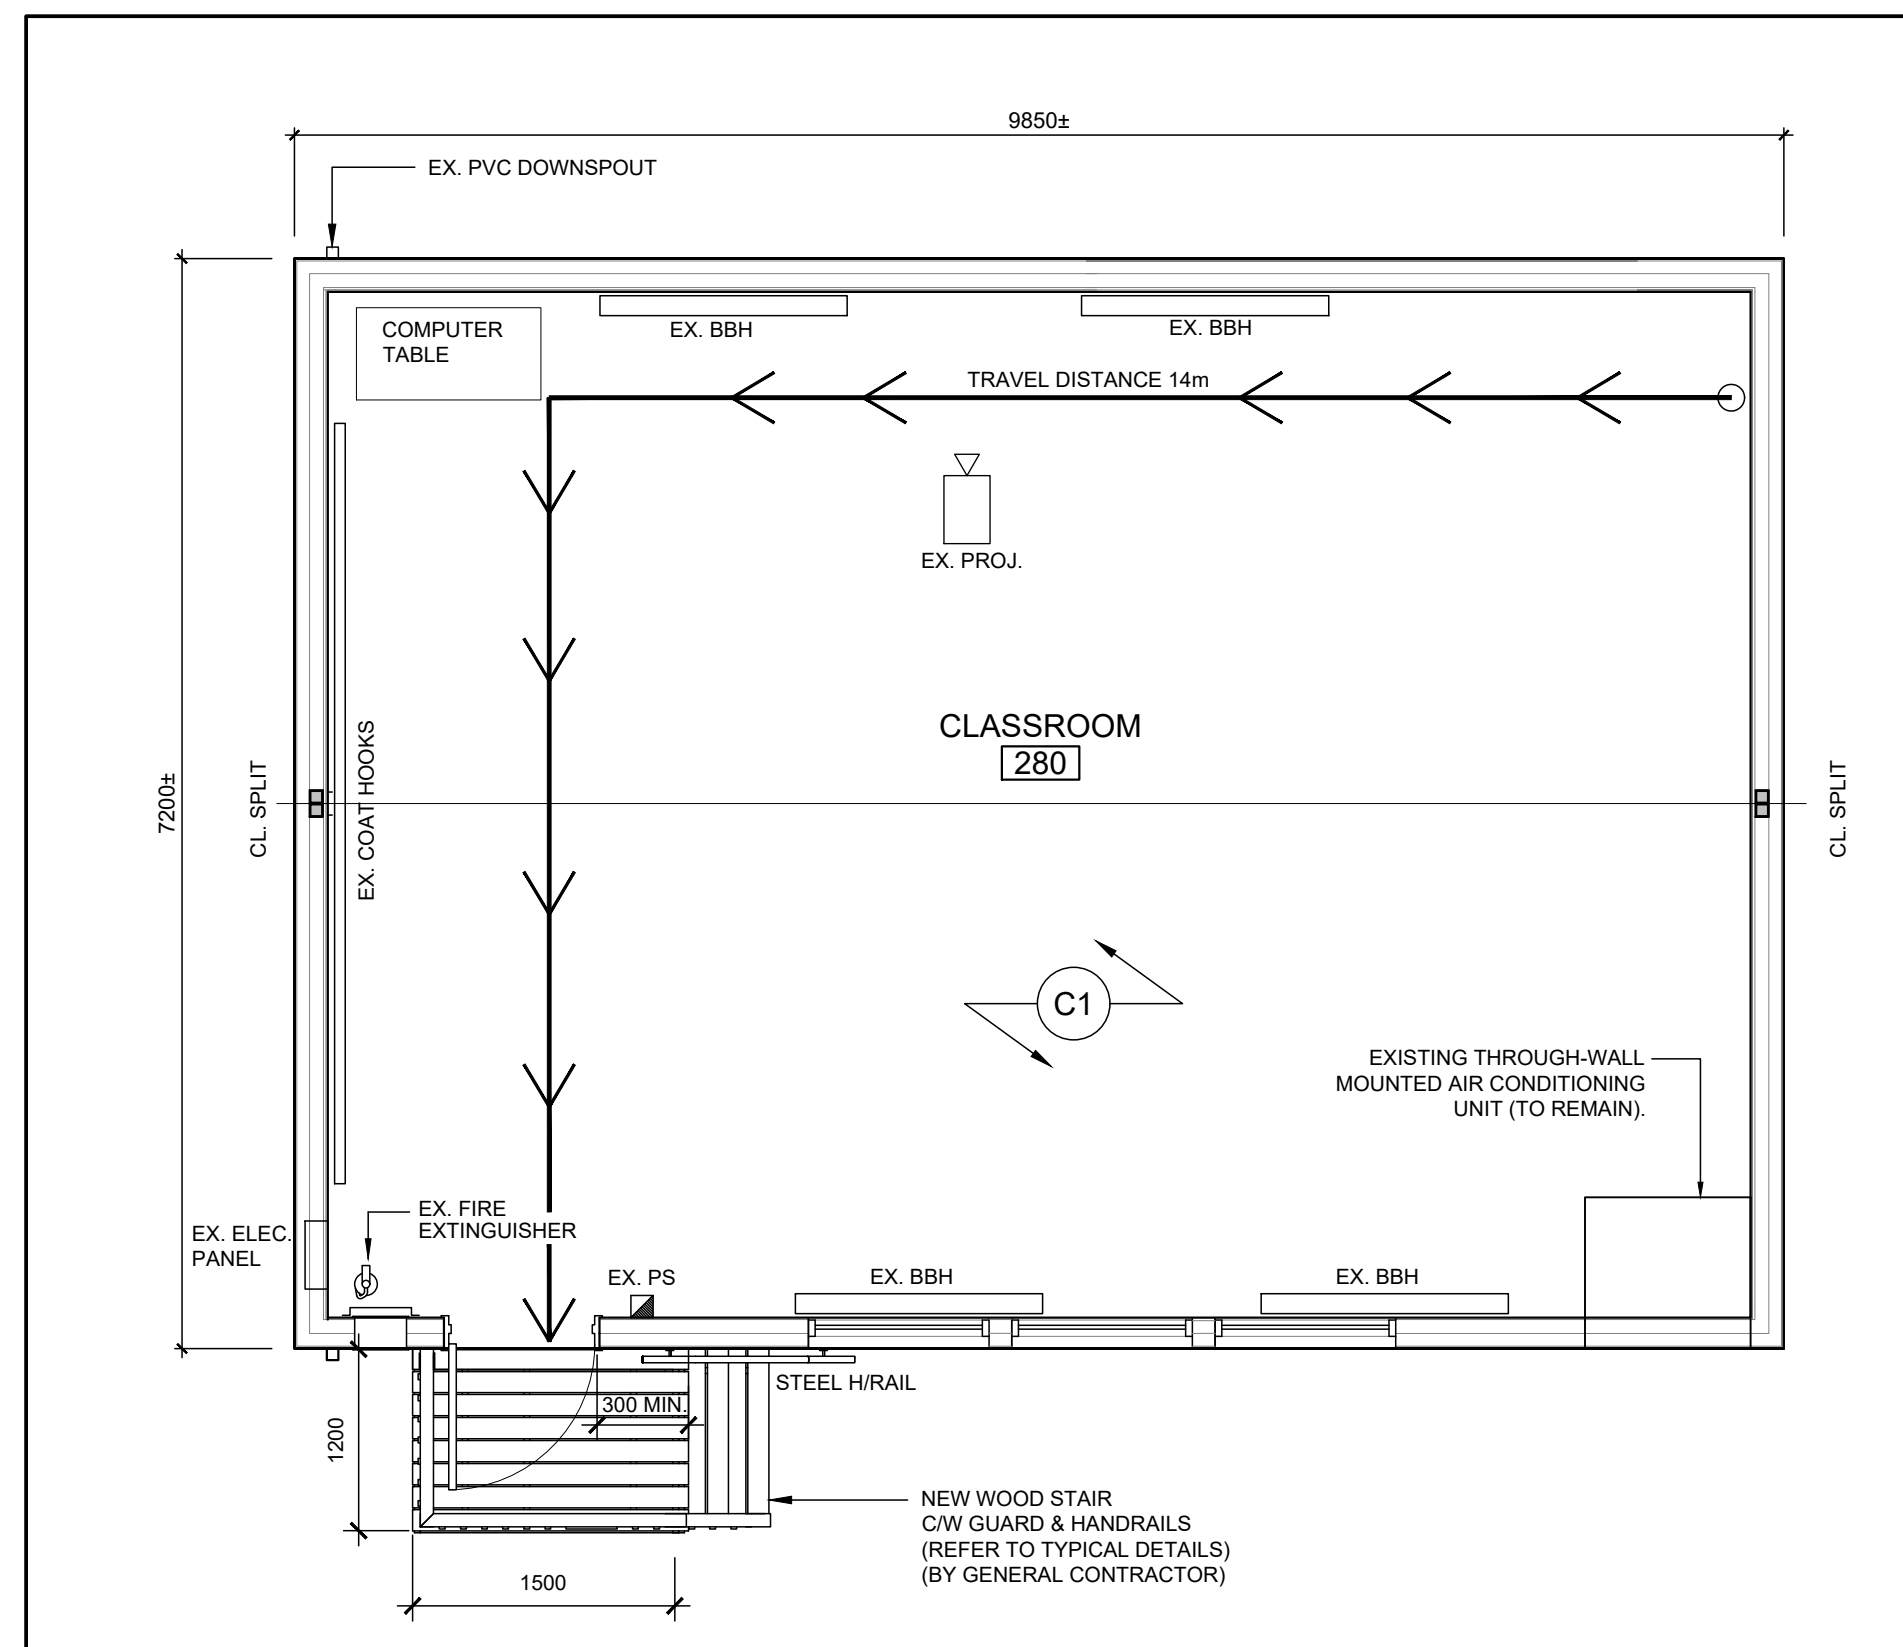 9850±
EX. PVC DOWNSPOUT
COMPUTER
TABLE
EX. BBH
EX. BBH
TRAVEL DISTANCE 14m
EX. PROJ.
CLASSROOM
280
7200±
CL. SPLIT
EX. COAT HOOKS
CL. SPLIT
C1
EXISTING THROUGH-WALL
MOUNTED AIR CONDITIONING
UNIT (TO REMAIN).
EX. FIRE
EXTINGUISHER
EX. ELEC.
PANEL
EX. PS
EX. BBH
EX. BBH
STEEL H/RAIL
300 MIN.
1200
NEW WOOD STAIR
C/W GUARD & HANDRAILS
(REFER TO TYPICAL DETAILS)
(BY GENERAL CONTRACTOR)
1500